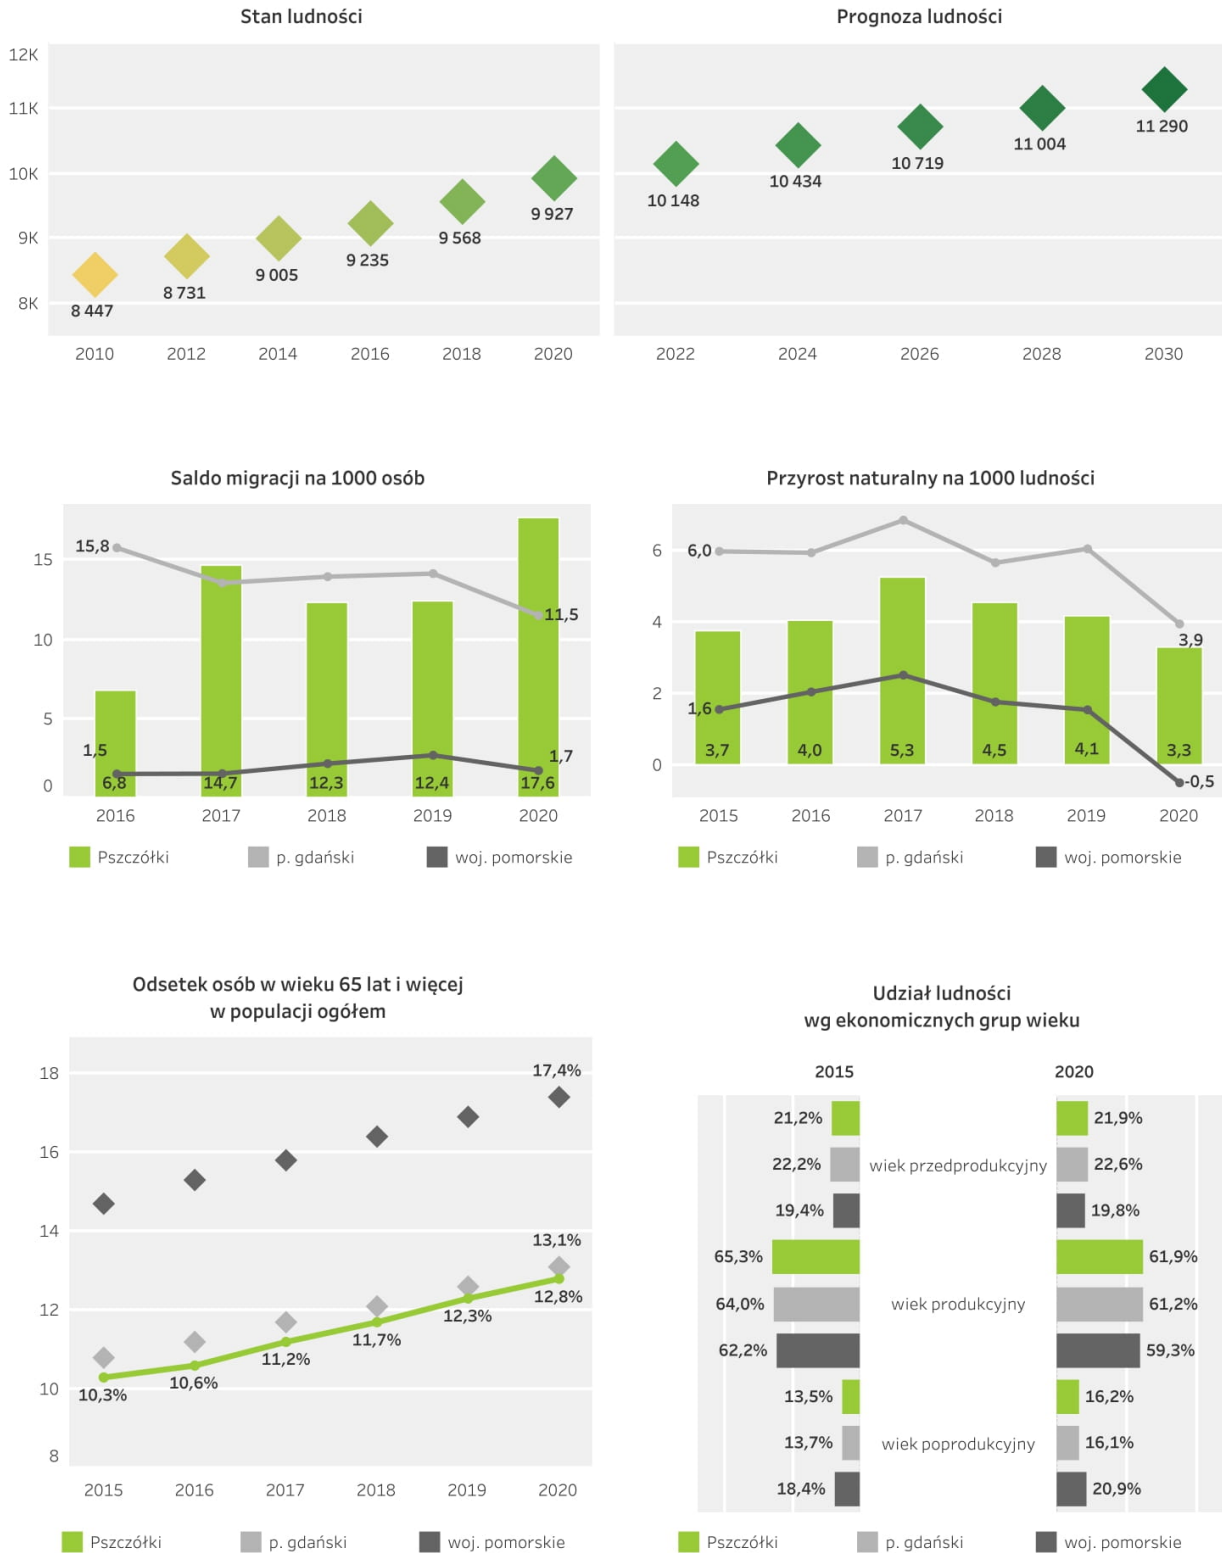 Stan ludności
Prognoza ludności
12K
11K
10K
9K
8K
8 447
8 731
9 005
9 235
9 568
9 927
10 148
10 434
10 719
11 004
11 290
2010 2012 2014 2016 2018 2020
2022 2024 2026 2028 2030
Saldo migracji na 1000 osób
15
10
5
0
15,8
11,5
1,5
1,7
6,8 14,7 12,3 12,4 17,6
2016 2017 2018 2019 2020
Pszczółki p. gdański woj. pomorskie
Przyrost naturalny na 1000 ludności
6
4
2
0
6,0
3,9
1,6
-0,5
3,7 4,0 5,3 4,5 4,1 3,3
2015 2016 2017 2018 2019 2020
Pszczółki p. gdański woj. pomorskie
Odsetek osób w wieku 65 lat i więcej
w populacji ogółem
18
16
14
12
10
8
17,4%
13,1%
10,3%
10,6%
11,2%
11,7%
12,3%
12,8%
2015 2016 2017 2018 2019 2020
Pszczółki p. gdański woj. pomorskie
Udział ludności
wg ekonomicznych grup wieku
2015 2020
21,2% 21,9%
22,2% wiek przedprodukcyjny 22,6%
19,4% 19,8%
65,3% 61,9%
64,0% wiek produkcyjny 61,2%
62,2% 59,3%
13,5% 16,2%
13,7% wiek poprodukcyjny 16,1%
18,4% 20,9%
Pszczółki p. gdański woj. pomorskie